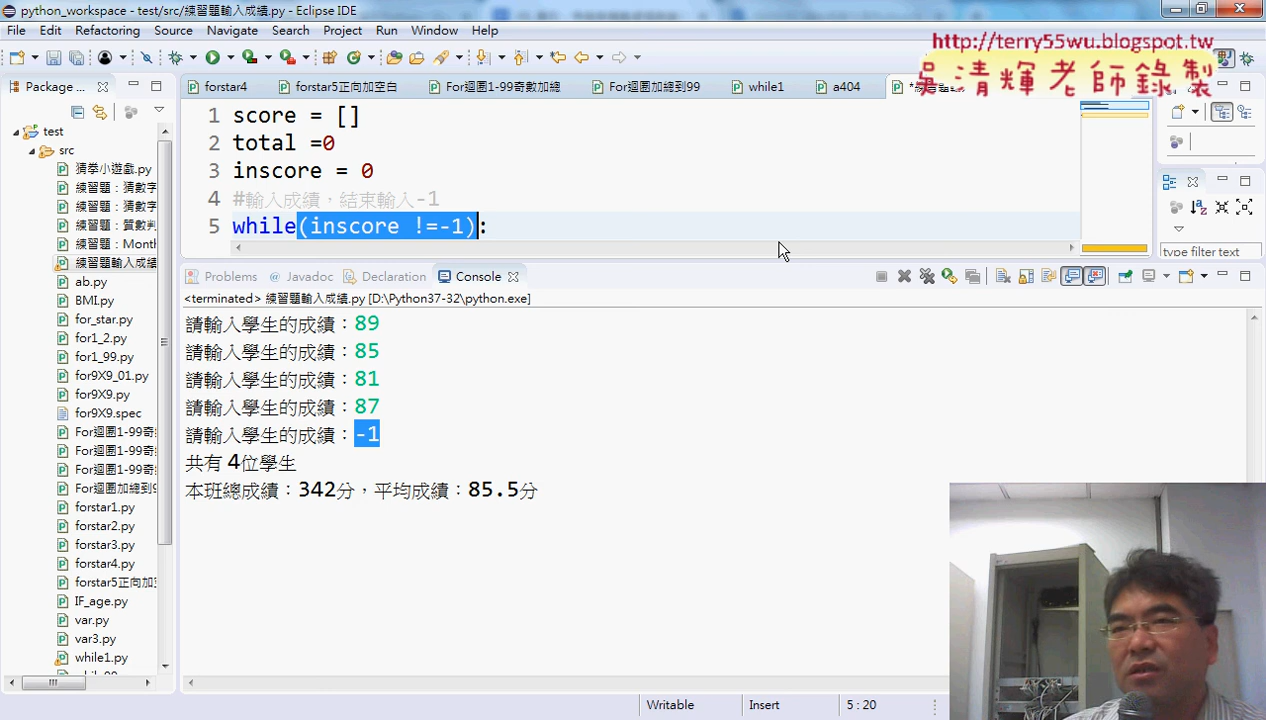 python_workspace - test/src/練習題輸入成績.py - Eclipse IDE
File Edit Refactoring Source Navigate Search Project Run Window Help
http://terry55wu.blogspot.tw
吳清輝老師錄製
Package ...
forstar4
forstar5正向加空白
For迴圈1-99奇數加總
For迴圈加總到99
while1
a404
test
src
猜拳小遊戲.py
練習題：猜數字
練習題：猜數字
練習題：質數判
練習題：Month
練習題輸入成績
ab.py
BMI.py
for_star.py
for1_2.py
for1_99.py
for9X9_01.py
for9X9.py
for9X9.spec
For迴圈1-99奇
For迴圈1-99奇
For迴圈1-99奇
For迴圈加總到9
forstar1.py
forstar2.py
forstar3.py
forstar4.py
forstar5正向加空
IF_age.py
var.py
var3.py
while1.py
1 score = []
2 total =0
3 inscore = 0
4 #輸入成績，結束輸入-1
5 while(inscore !=-1):
type filter text
Problems @ Javadoc Declaration Console
<terminated> 練習題輸入成績.py [D:\Python37-32\python.exe]
請輸入學生的成績：89
請輸入學生的成績：85
請輸入學生的成績：81
請輸入學生的成績：87
請輸入學生的成績：-1
共有 4位學生
本班總成績：342分，平均成績：85.5分
Writable Insert 5 : 20